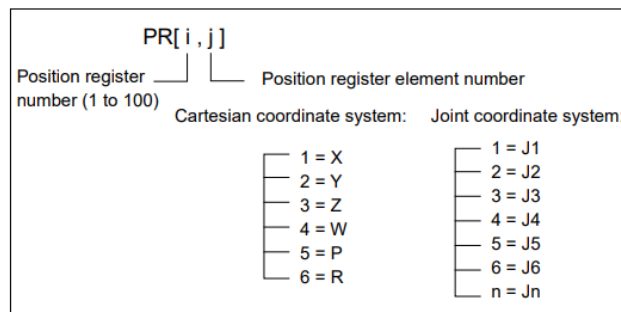 PR[ i , j ]
Position register
number (1 to 100)
Position register element number
Cartesian coordinate system:
1 = X
2 = Y
3 = Z
4 = W
5 = P
6 = R
Joint coordinate system:
1 = J1
2 = J2
3 = J3
4 = J4
5 = J5
6 = J6
n = Jn